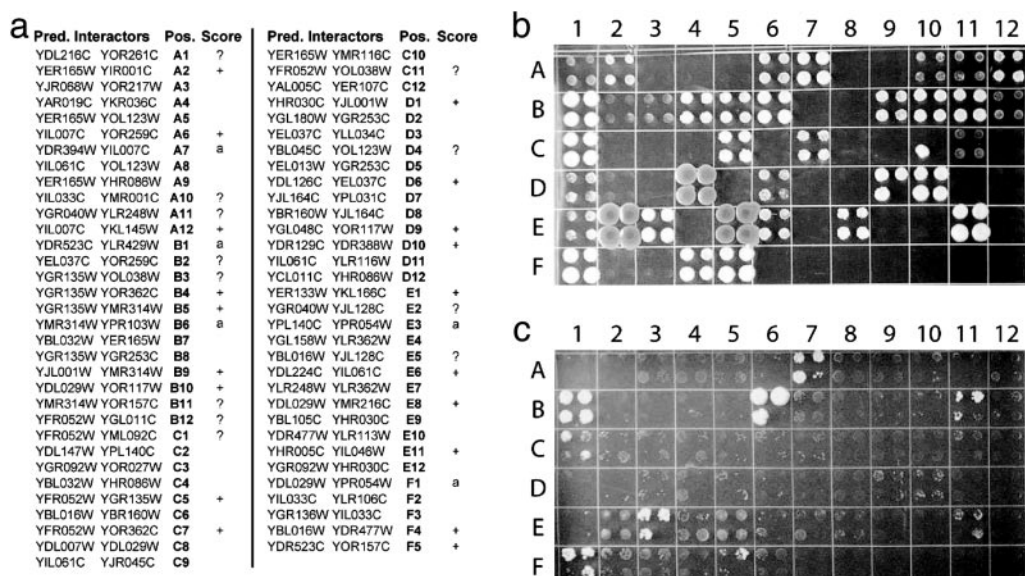 a
Pred. Interactors Pos. Score
YDL216C YOR261C A1 ?
YER165W YIR001C A2 +
YJR068W YOR217W A3
YAR019C YKR036C A4
YER165W YOL123W A5
YIL007C YOR259C A6 +
YDR394W YIL007C A7 a
YIL061C YOL123W A8
YER165W YHR086W A9
YIL033C YMR001C A10 ?
YGR040W YLR248W A11 ?
YIL007C YKL145W A12 +
YDR523C YLR429W B1 a
YEL037C YOR259C B2 ?
YGR135W YOL038W B3 ?
YGR135W YOR362C B4 +
YGR135W YMR314W B5 +
YMR314W YPR103W B6 a
YBL032W YER165W B7
YGR135W YGR253C B8
YJL001W YMR314W B9 +
YDL029W YOR117W B10 +
YMR314W YOR157C B11 ?
YFR052W YGL011C B12 ?
YFR052W YML092C C1 ?
YDL147W YPL140C C2
YGR092W YOR027W C3
YBL032W YHR086W C4
YFR052W YGR135W C5 +
YBL016W YBR160W C6
YFR052W YOR362C C7 +
YDL007W YDL029W C8
YIL061C YJR045C C9
Pred. Interactors Pos. Score
YER165W YMR116C C10
YFR052W YOL038W C11 ?
YAL005C YER107C C12
YHR030C YJL001W D1 +
YGL180W YGR253C D2
YEL037C YLL034C D3
YBL045C YOL123W D4 ?
YEL013W YGR253C D5
YDL126C YEL037C D6 +
YJL164C YPL031C D7
YBR160W YJL164C D8
YGL048C YOR117W D9 +
YDR129C YDR388W D10 +
YIL061C YLR116W D11
YCL011C YHR086W D12
YER133W YKL166C E1 +
YGR040W YJL128C E2 ?
YPL140C YPR054W E3 a
YGL158W YLR362W E4
YBL016W YJL128C E5 ?
YDL224C YIL061C E6 +
YLR248W YLR362W E7
YDL029W YMR216C E8 +
YBL105C YHR030C E9
YDR477W YLR113W E10
YHR005C YIL046W E11 +
YGR092W YHR030C E12
YDL029W YPR054W F1 a
YIL033C YLR106C F2
YGR136W YIL033C F3
YBL016W YDR477W F4 +
YDR523C YOR157C F5 +
b
1 2 3 4 5 6 7 8 9 10 11 12
A
B
C
D
E
F
c
1 2 3 4 5 6 7 8 9 10 11 12
A
B
C
D
E
F